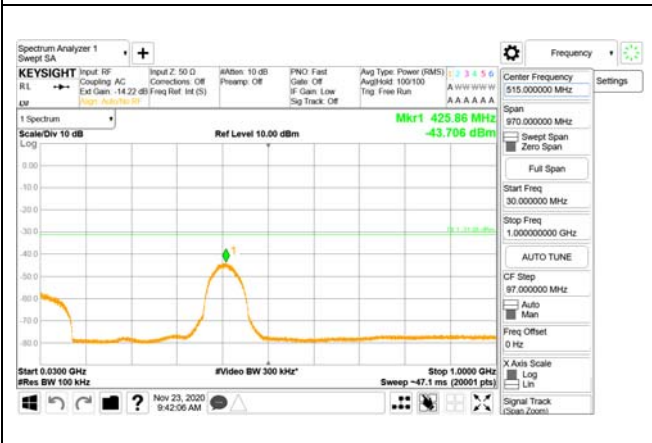 Spectrum Analyzer 1
Swept SA
+
Frequency
KEYSIGHT
Input: RF
Coupling: AC
Ext Gain: -14.22 dB
Align: Auto/No RF
Input Z: 50 Ω
Corrections: Off
Freq Ref: Int (S)
#Atten: 10 dB
Preamp: Off
PNO: Fast
Gate: Off
IF Gain: Low
Sig Track: Off
Avg Type: Power (RMS)
Avg|Hold: 100/100
Trig: Free Run
1 2 3 4 5 6
A W W W W W
A A A A A A
RL
1 Spectrum
Scale/Div 10 dB
Ref Level 10.00 dBm
Mkr1 425.86 MHz
-43.706 dBm
Log
0.00
-10.0
-20.0
-30.0
-40.0
-50.0
-60.0
-70.0
-80.0
1
Start 0.0300 GHz
#Res BW 100 kHz
#Video BW 300 kHz*
Stop 1.0000 GHz
Sweep ~47.1 ms (20001 pts)
?
Nov 23, 2020
9:42:06 AM
Center Frequency
515.000000 MHz
Settings
Span
970.000000 MHz
Swept Span
Zero Span
Full Span
Start Freq
30.000000 MHz
Stop Freq
1.000000000 GHz
AUTO TUNE
CF Step
97.000000 MHz
Auto
Man
Freq Offset
0 Hz
X Axis Scale
Log
Lin
Signal Track
(Span Zoom)